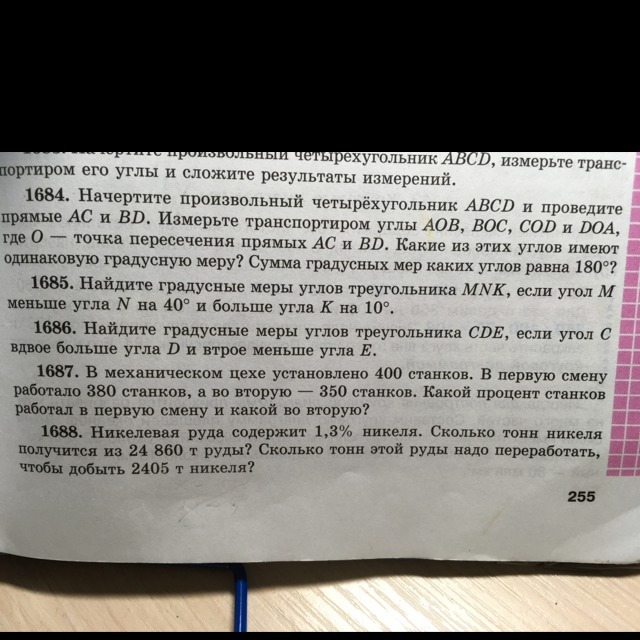 Начертите произвольный четырёхугольник ABCD, измерьте транс-
портиром его углы и сложите результаты измерений.
1684. Начертите произвольный четырёхугольник ABCD и проведите
прямые AC и BD. Измерьте транспортиром углы AOB, BOC, COD и DOA,
где O — точка пересечения прямых AC и BD. Какие из этих углов имеют
одинаковую градусную меру? Сумма градусных мер каких углов равна 180°?
1685. Найдите градусные меры углов треугольника MNK, если угол M
меньше угла N на 40° и больше угла K на 10°.
1686. Найдите градусные меры углов треугольника CDE, если угол C
вдвое больше угла D и втрое меньше угла E.
1687. В механическом цехе установлено 400 станков. В первую смену
работало 380 станков, а во вторую — 350 станков. Какой процент станков
работал в первую смену и какой во вторую?
1688. Никелевая руда содержит 1,3% никеля. Сколько тонн никеля
получится из 24 860 т руды? Сколько тонн этой руды надо переработать,
чтобы добыть 2405 т никеля?
255